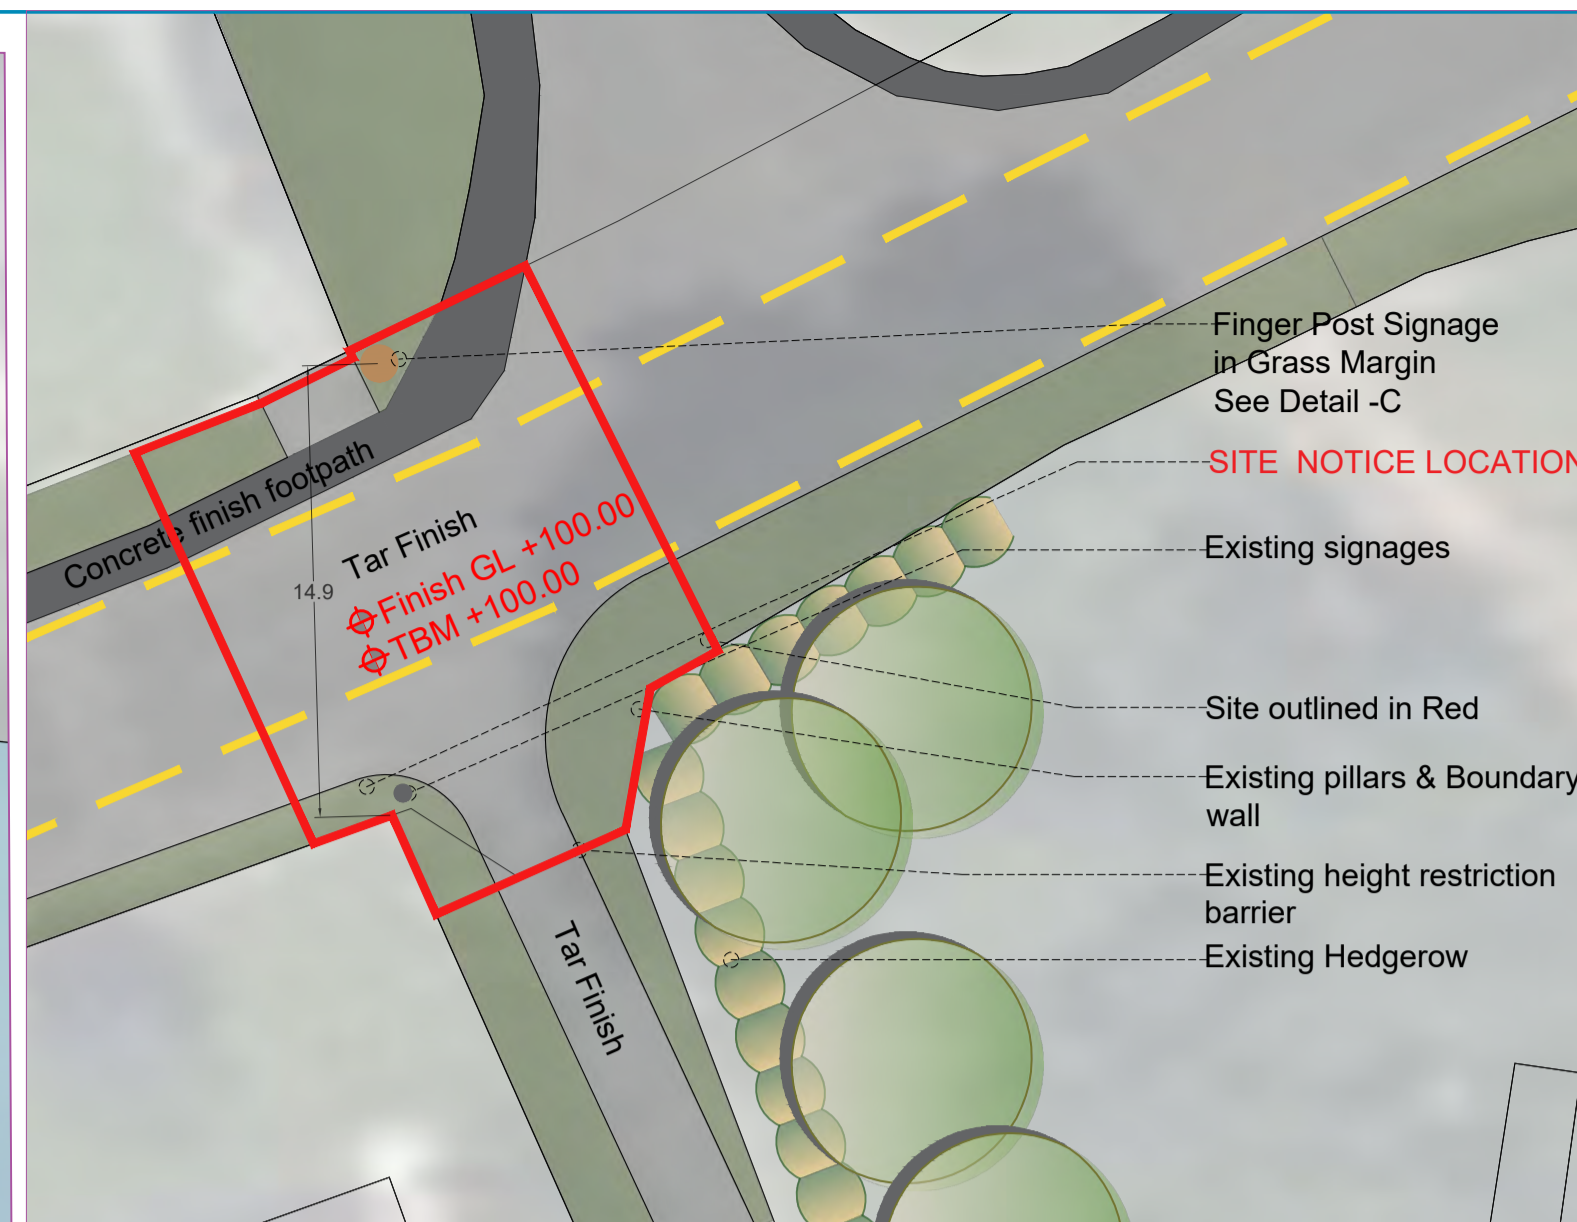 Finger Post Signage
in Grass Margin
See Detail -C
SITE NOTICE LOCATION
Concrete finish footpath
Tar Finish
Finish GL +100.00
TBM +100.00
14.9
Existing signages
Site outlined in Red
Existing pillars & Boundary
wall
Existing height restriction
barrier
Existing Hedgerow
Tar Finish